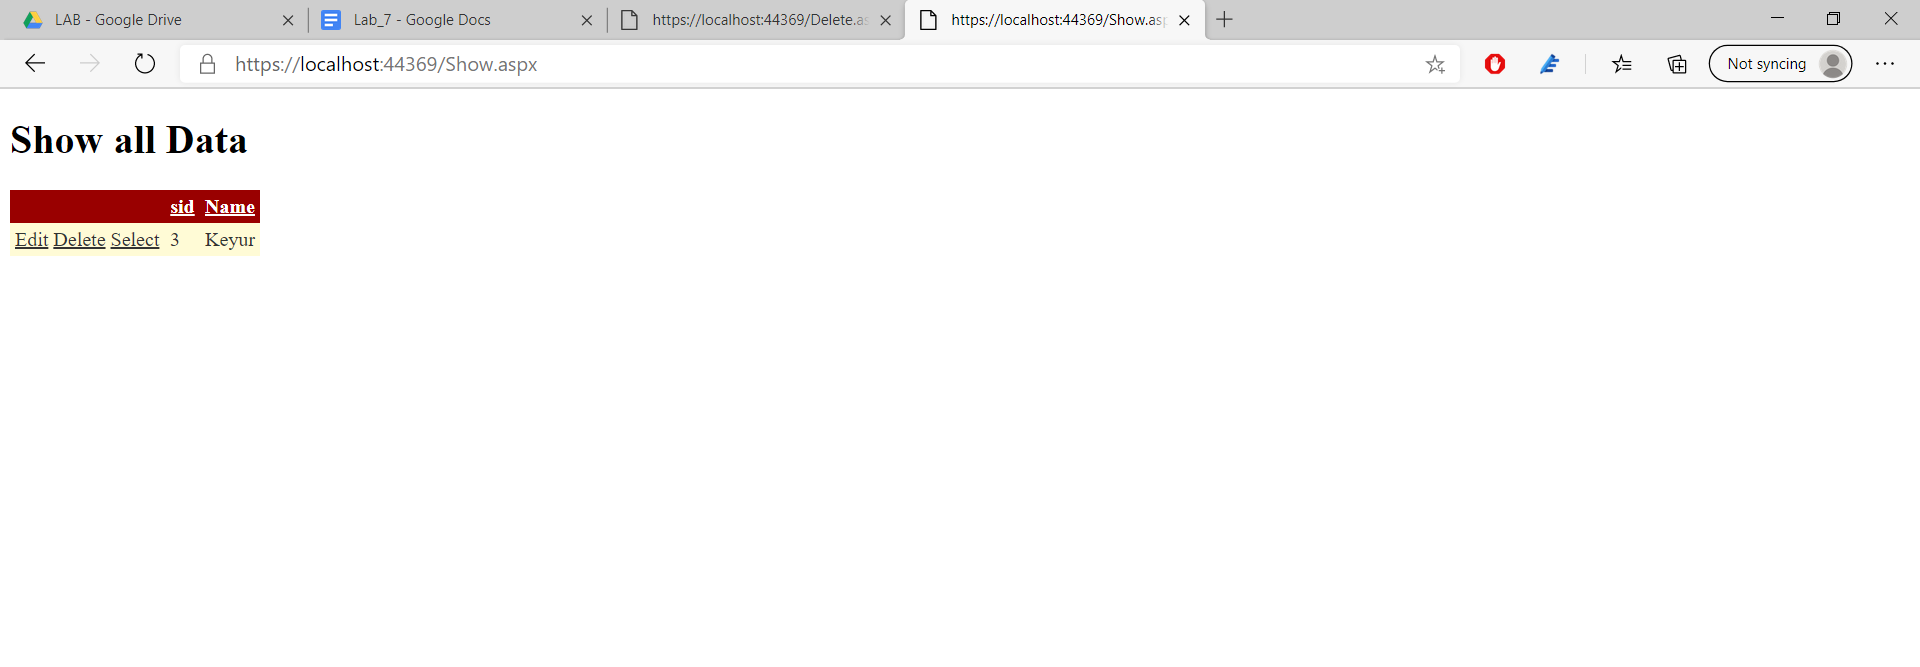 LAB - Google Drive
Lab_7 - Google Docs
https://localhost:44369/Delete.as
https://localhost:44369/Show.asp
https://localhost:44369/Show.aspx
Not syncing
Show all Data
sid Name
Edit Delete Select 3 Keyur